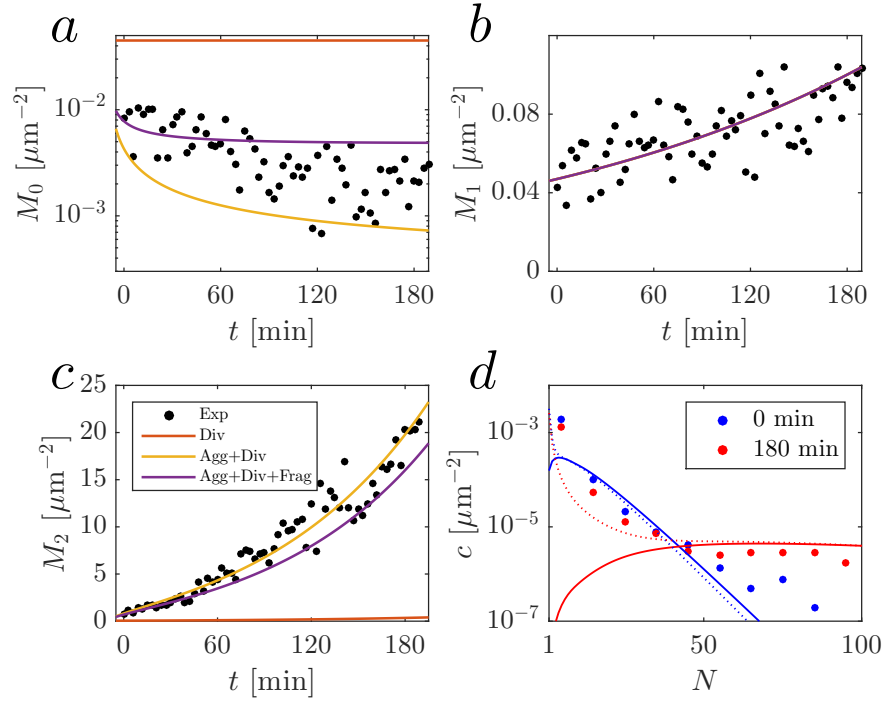 a
M₀ [μm⁻²]
10⁻²
10⁻³
0 60 120 180
t [min]
b
M₁ [μm⁻²]
0.08
0.04
0
0 60 120 180
t [min]
c
M₂ [μm⁻²]
25
20
15
10
5
0
Exp
Div
Agg+Div
Agg+Div+Frag
0 60 120 180
t [min]
d
c [μm⁻²]
10⁻³
10⁻⁵
10⁻⁷
0 min
180 min
1 50 100
N